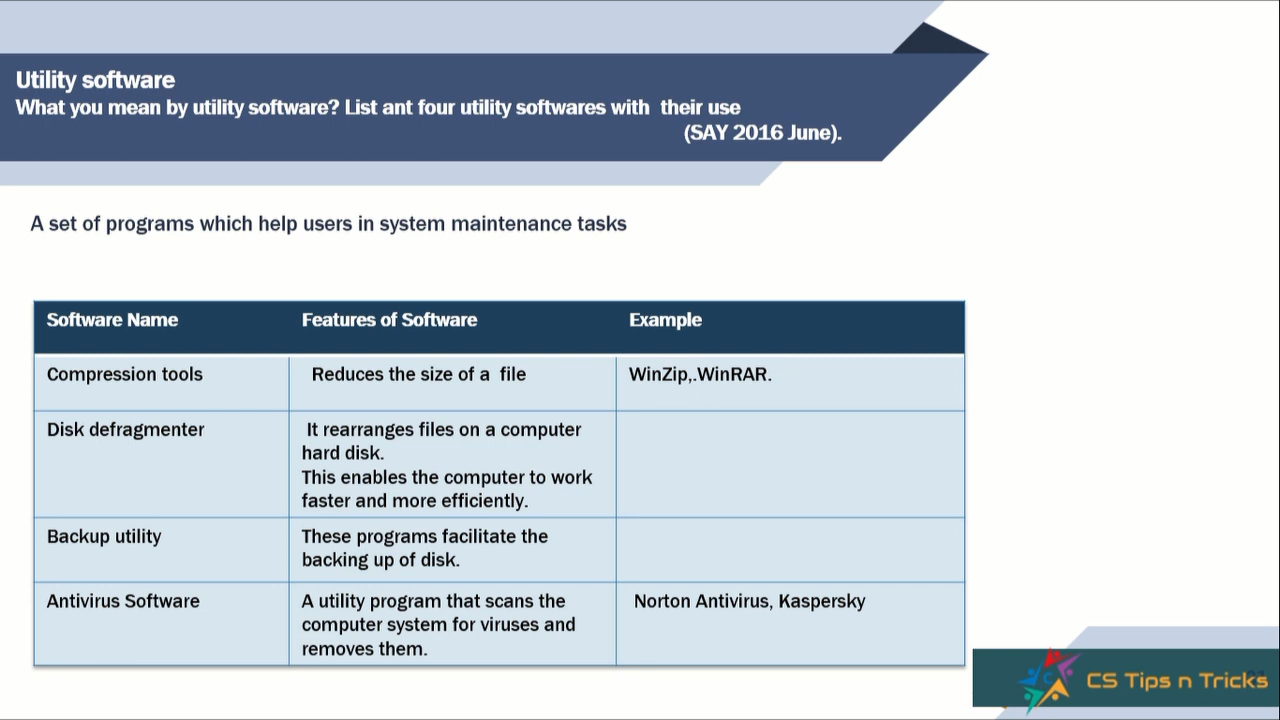 Utility software
What you mean by utility software? List ant four utility softwares with their use
(SAY 2016 June).
A set of programs which help users in system maintenance tasks
Software Name Features of Software Example
Compression tools Reduces the size of a file WinZip,.WinRAR.
Disk defragmenter It rearranges files on a computer
hard disk.
This enables the computer to work
faster and more efficiently.
Backup utility These programs facilitate the
backing up of disk.
Antivirus Software A utility program that scans the Norton Antivirus, Kaspersky
computer system for viruses and
removes them.
CS Tips n Tricks